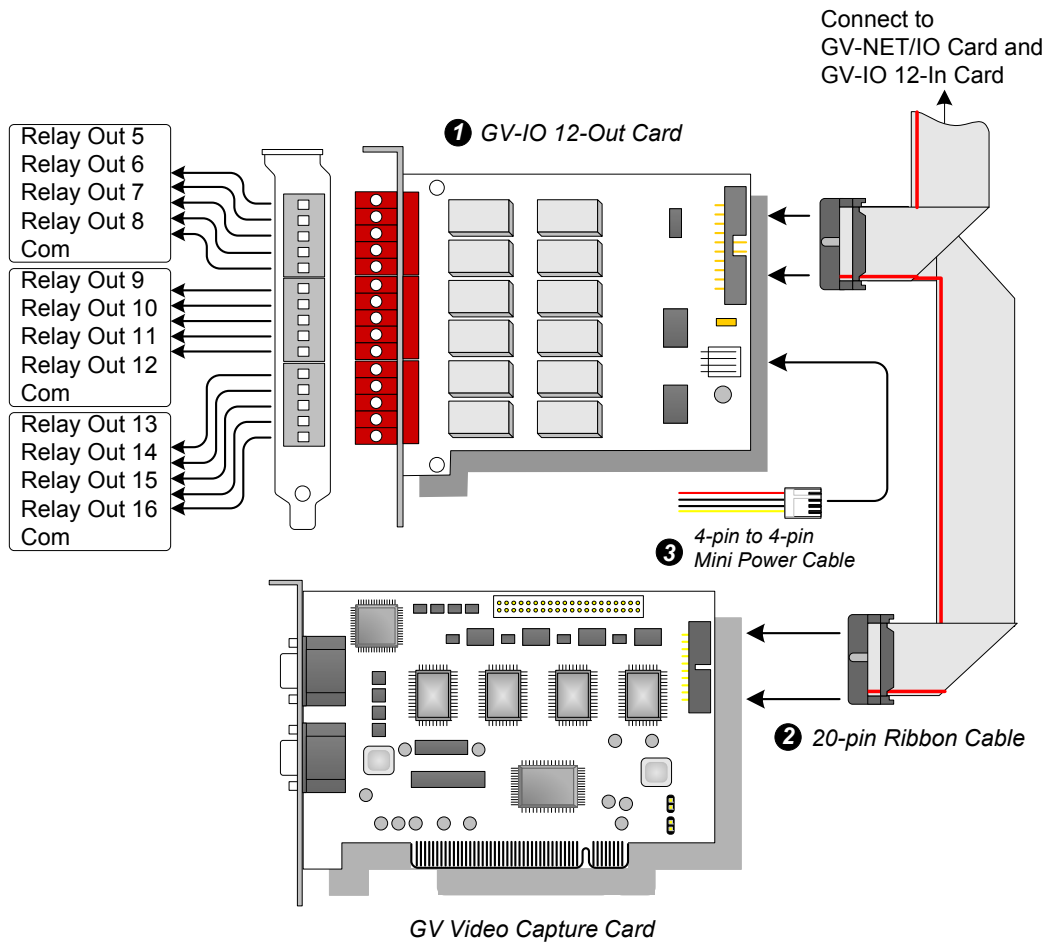 Connect to
GV-NET/IO Card and
GV-IO 12-In Card
1 GV-IO 12-Out Card
Relay Out 5
Relay Out 6
Relay Out 7
Relay Out 8
Com
Relay Out 9
Relay Out 10
Relay Out 11
Relay Out 12
Com
Relay Out 13
Relay Out 14
Relay Out 15
Relay Out 16
Com
3 4-pin to 4-pin
Mini Power Cable
2 20-pin Ribbon Cable
GV Video Capture Card